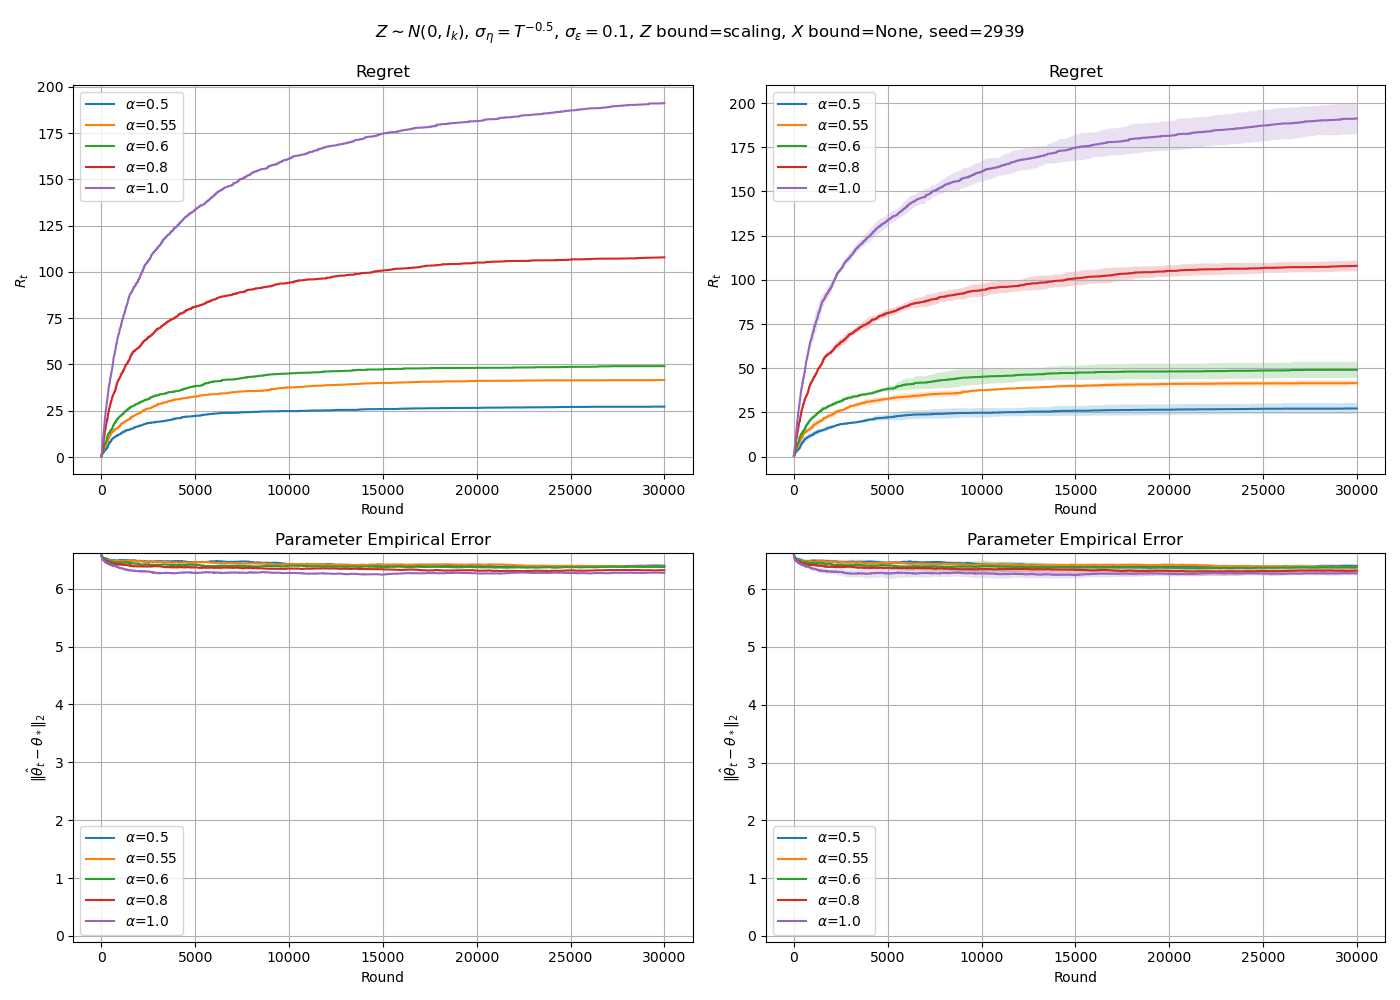 Z ∼ N(0, I_k), σ_η = T^{−0.5}, σ_ε = 0.1, Z bound=scaling, X bound=None, seed=2939
Regret
α=0.5
α=0.55
α=0.6
α=0.8
α=1.0
200
175
150
125
100
75
50
25
0
R_t
0 5000 10000 15000 20000 25000 30000
Round
Regret
α=0.5
α=0.55
α=0.6
α=0.8
α=1.0
200
175
150
125
100
75
50
25
0
R_t
0 5000 10000 15000 20000 25000 30000
Round
Parameter Empirical Error
6
5
4
3
2
1
0
‖θ̂_t − θ_*‖_2
α=0.5
α=0.55
α=0.6
α=0.8
α=1.0
0 5000 10000 15000 20000 25000 30000
Round
Parameter Empirical Error
6
5
4
3
2
1
0
‖θ̂_t − θ_*‖_2
α=0.5
α=0.55
α=0.6
α=0.8
α=1.0
0 5000 10000 15000 20000 25000 30000
Round